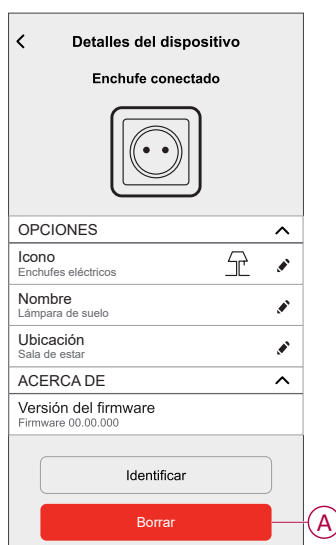 Detalles del dispositivo
Enchufe conectado
OPCIONES
Icono
Enchufes eléctricos
Nombre
Lámpara de suelo
Ubicación
Sala de estar
ACERCA DE
Versión del firmware
Firmware 00.00.000
Identificar
Borrar
A